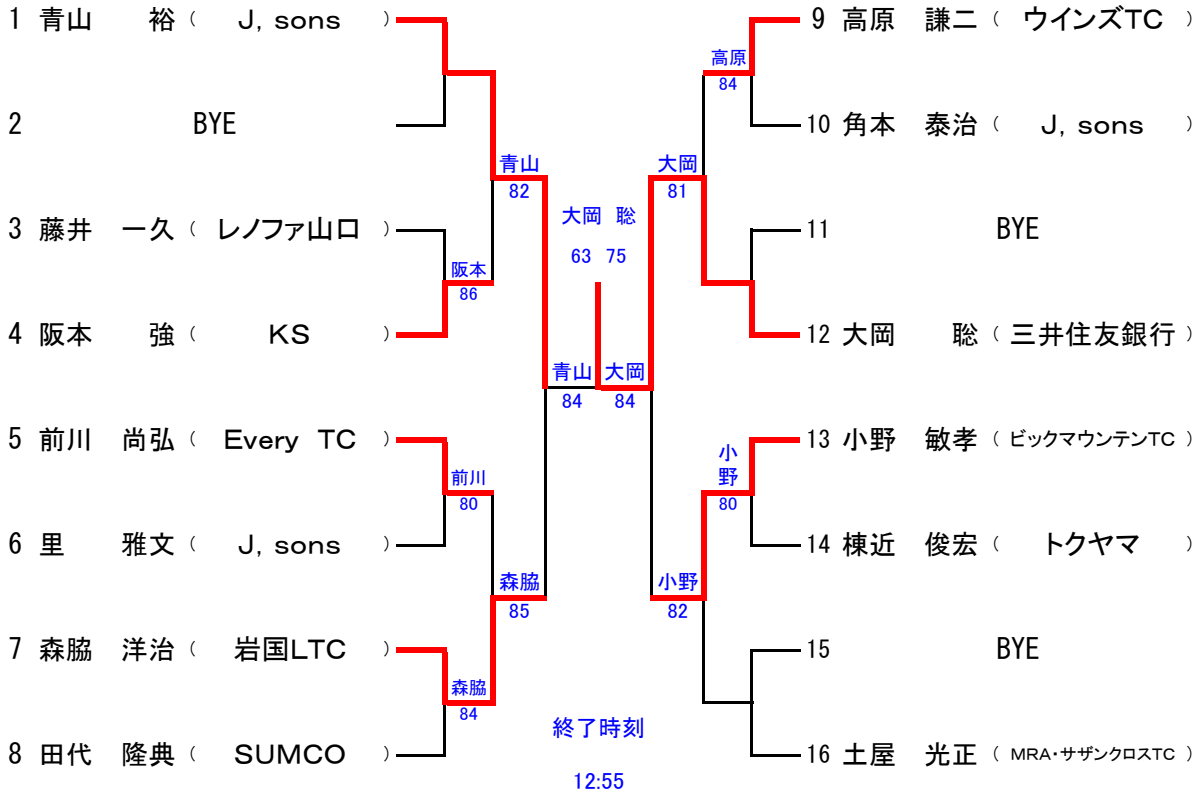 1 青山 裕 ( J, sons )
2 BYE
3 藤井 一久 ( レノファ山口 )
4 阪本 強 ( KS )
5 前川 尚弘 ( Every TC )
6 里 雅文 ( J, sons )
7 森脇 洋治 ( 岩国LTC )
8 田代 隆典 ( SUMCO )
阪本
86
前川
80
森脇
84
青山
82
森脇
85
青山
84
大岡 聡
63 75
大岡
84
大岡
81
小野
82
高原
84
小野
80
9 高原 謙二 ( ウインズTC )
10 角本 泰治 ( J, sons )
11 BYE
12 大岡 聡 ( 三井住友銀行 )
13 小野 敏孝 ( ビックマウンテンTC )
14 棟近 俊宏 ( トクヤマ )
15 BYE
16 土屋 光正 ( MRA・サザンクロスTC )
終了時刻
12:55